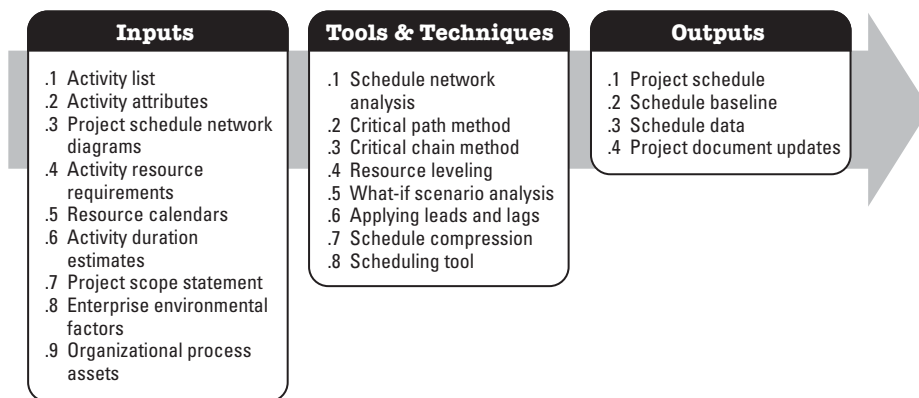 Inputs
.1 Activity list
.2 Activity attributes
.3 Project schedule network
diagrams
.4 Activity resource
requirements
.5 Resource calendars
.6 Activity duration
estimates
.7 Project scope statement
.8 Enterprise environmental
factors
.9 Organizational process
assets
Tools & Techniques
.1 Schedule network
analysis
.2 Critical path method
.3 Critical chain method
.4 Resource leveling
.5 What-if scenario analysis
.6 Applying leads and lags
.7 Schedule compression
.8 Scheduling tool
Outputs
.1 Project schedule
.2 Schedule baseline
.3 Schedule data
.4 Project document updates